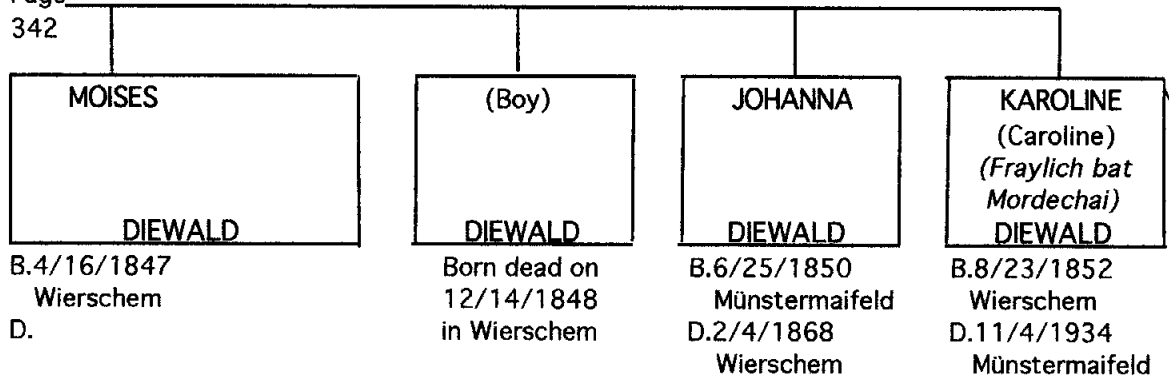 342
MOISES
DIEWALD
B.4/16/1847
Wierschem
D.
(Boy)
DIEWALD
Born dead on
12/14/1848
in Wierschem
JOHANNA
DIEWALD
B.6/25/1850
Münstermaifeld
D.2/4/1868
Wierschem
KAROLINE
(Caroline)
(Fraylich bat
Mordechai)
DIEWALD
B.8/23/1852
Wierschem
D.11/4/1934
Münstermaifeld